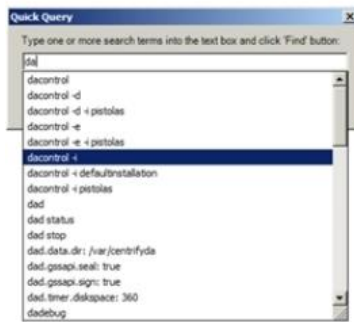 Quick Query
Type one or more search terms into the text box and click 'Find' button:
da
dacontrol
dacontrol -d
dacontrol -d -i pistolas
dacontrol -e
dacontrol -e -i pistolas
dacontrol -i
dacontrol -i defaultinstallation
dacontrol -i pistolas
dad
dad status
dad stop
dad.data.dir: /var/centrifyda
dad.gssapi.seal: true
dad.gssapi.sign: true
dad.timer.diskspace: 360
dadebug